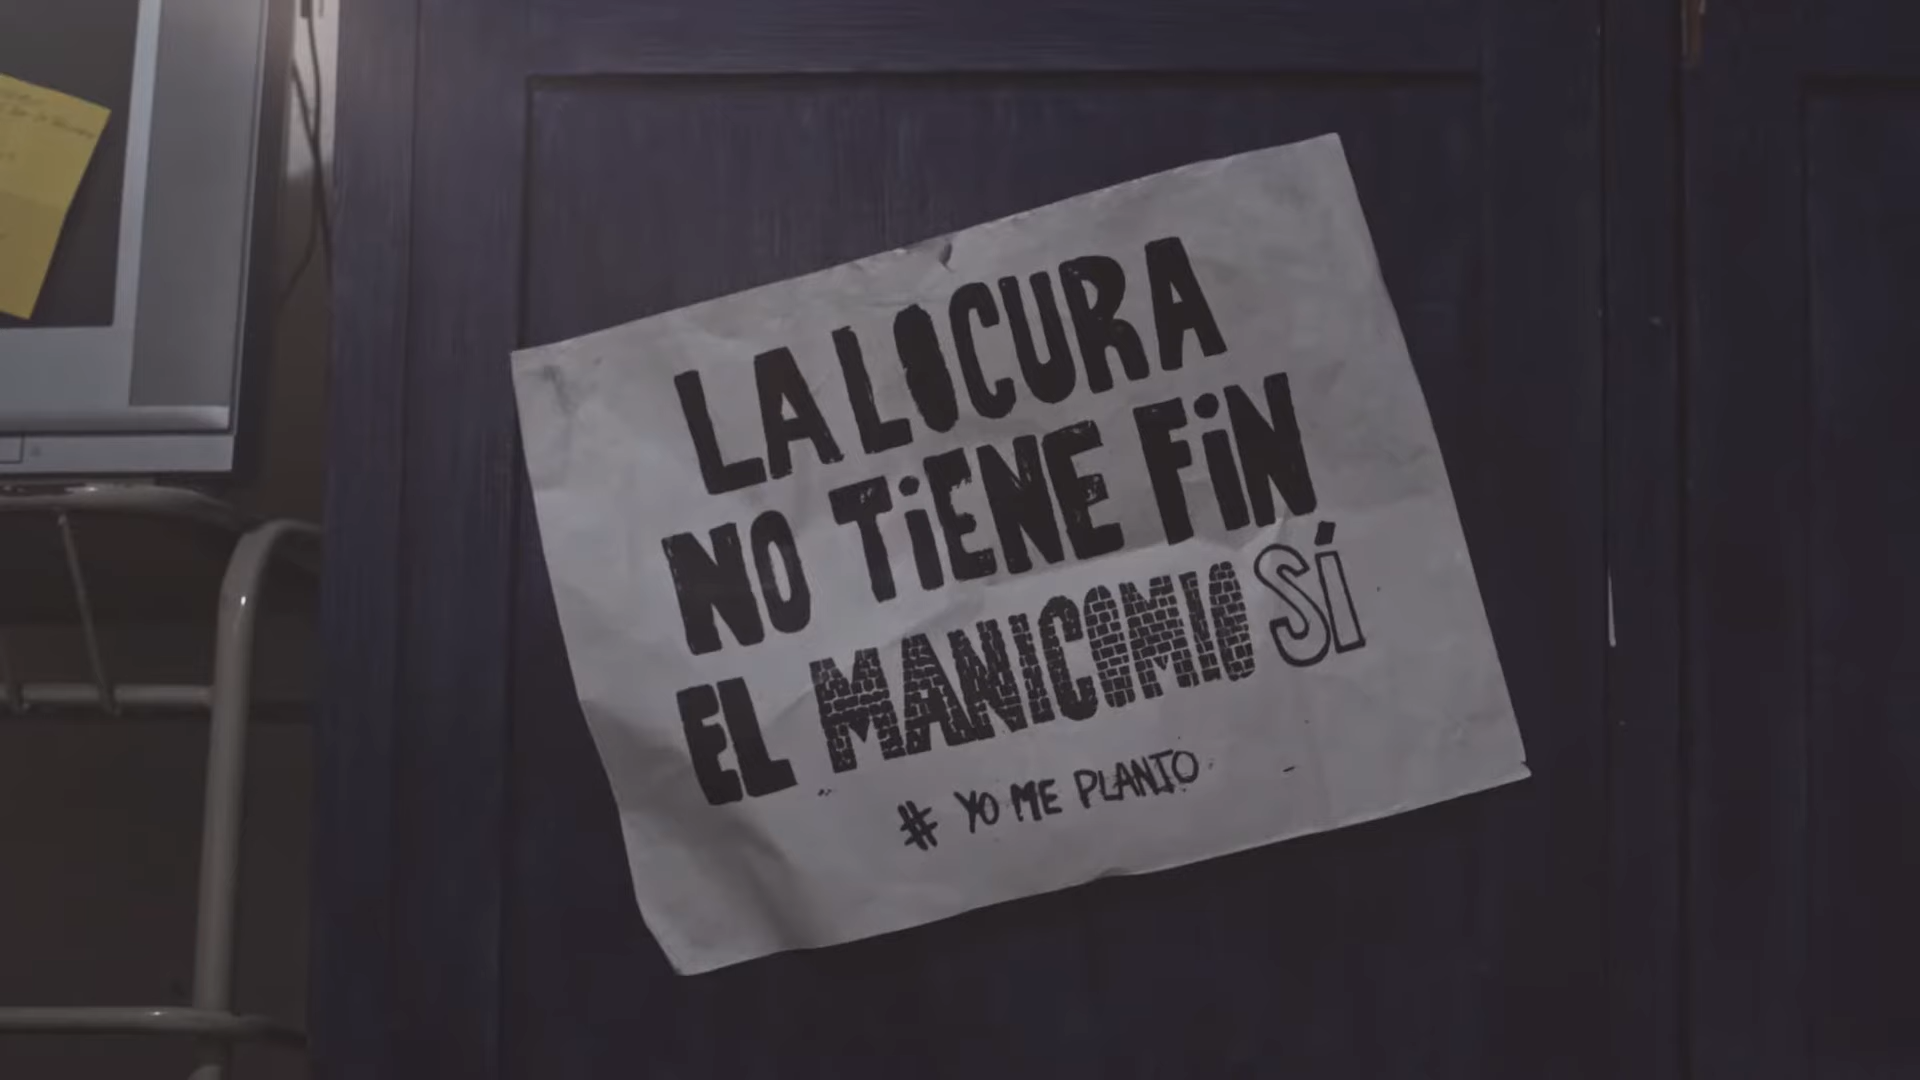 LA LOCURA
NO TiENE FiN
EL MANICOMIO SÍ
# YO ME PLANTO